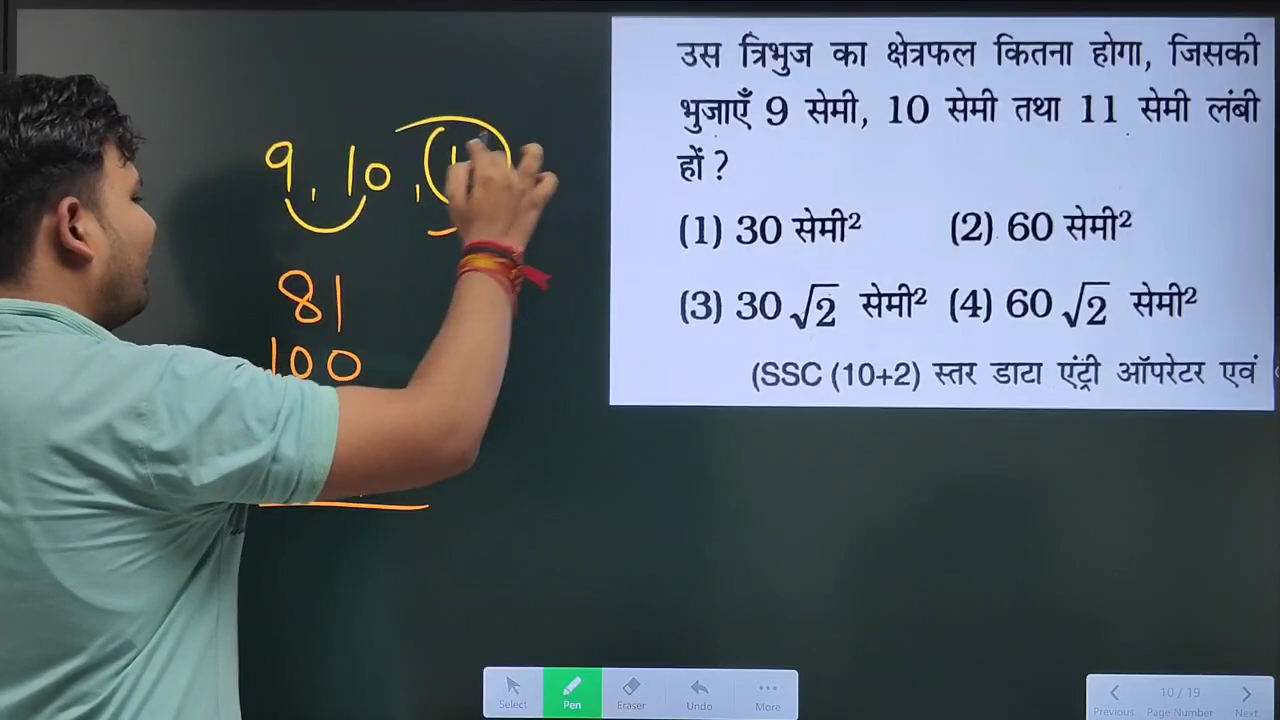 9, 10, (1
81
100
उस त्रिभुज का क्षेत्रफल कितना होगा, जिसकी
भुजाएँ 9 सेमी, 10 सेमी तथा 11 सेमी लंबी
हों ?
(1) 30 सेमी² (2) 60 सेमी²
(3) 30 √2 सेमी² (4) 60 √2 सेमी²
(SSC (10+2) स्तर डाटा एंट्री ऑपरेटर एवं
Select Pen Eraser Undo More
10 / 19
Previous Page Number Next